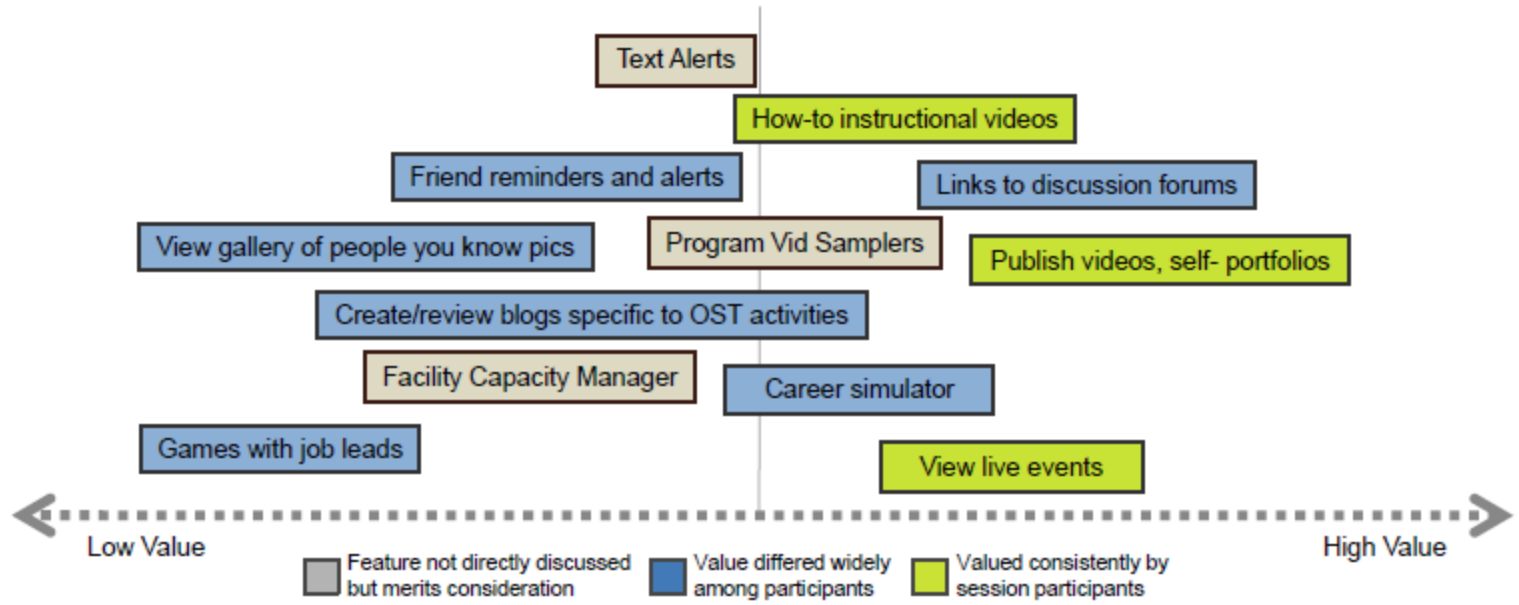 Text Alerts
How-to instructional videos
Friend reminders and alerts
Links to discussion forums
View gallery of people you know pics
Program Vid Samplers
Publish videos, self- portfolios
Create/review blogs specific to OST activities
Facility Capacity Manager
Career simulator
Games with job leads
View live events
Low Value
High Value
Feature not directly discussed
but merits consideration
Value differed widely
among participants
Valued consistently by
session participants